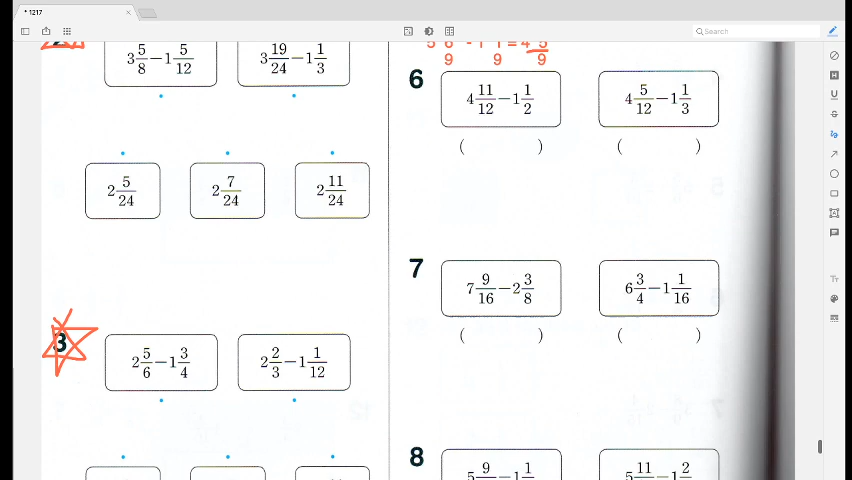 1217
Search
3 5/8 − 1 5/12
3 19/24 − 1 1/3
2 5/24
2 7/24
2 11/24
3
2 5/6 − 1 3/4
2 2/3 − 1 1/12
6
4 11/12 − 1 1/2
4 5/12 − 1 1/3
( )
( )
7
7 9/16 − 2 3/8
6 3/4 − 1 1/16
( )
( )
8